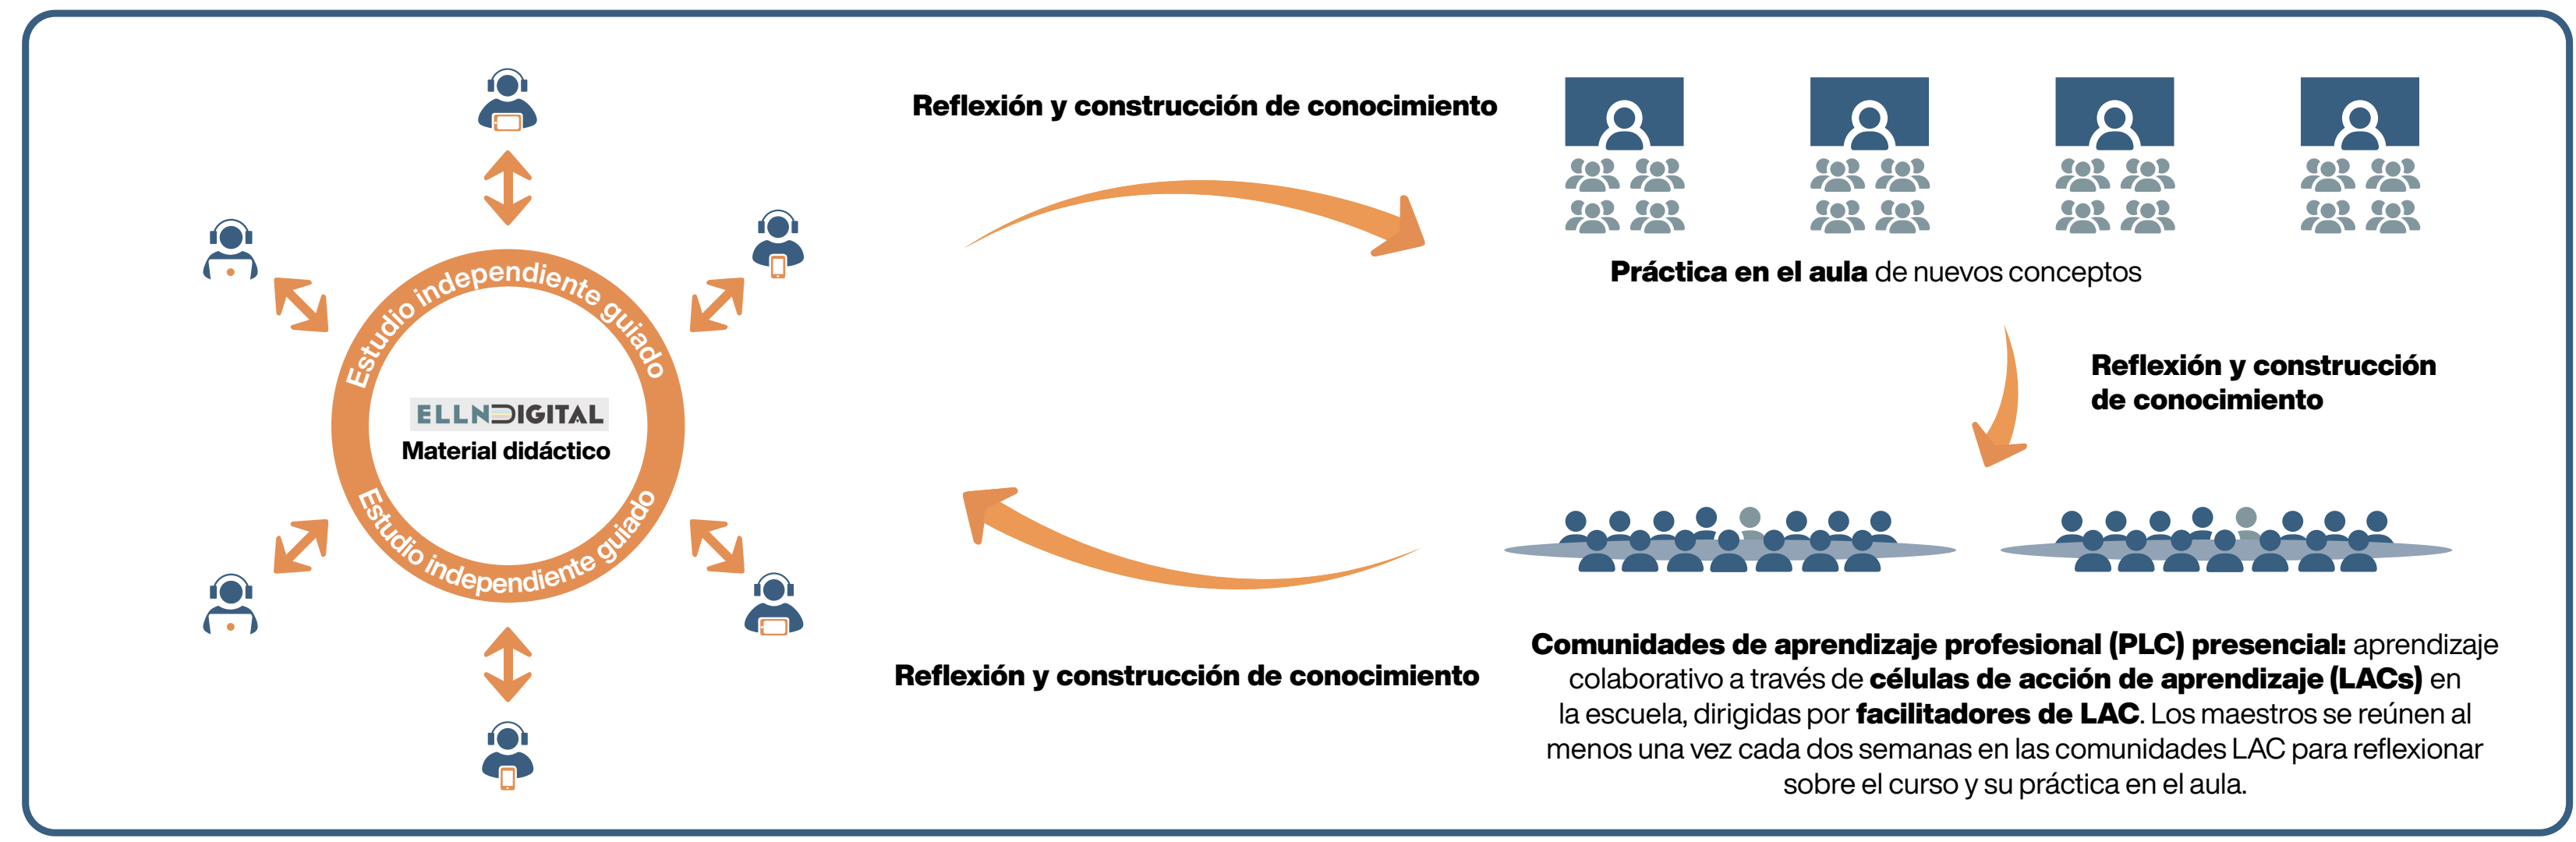 Reflexión y construcción de conocimiento
Estudio independiente guiado
ELLNDIGITAL
Material didáctico
Estudio independiente guiado
Práctica en el aula de nuevos conceptos
Reflexión y construcción
de conocimiento
Reflexión y construcción de conocimiento
Comunidades de aprendizaje profesional (PLC) presencial: aprendizaje
colaborativo a través de células de acción de aprendizaje (LACs) en
la escuela, dirigidas por facilitadores de LAC. Los maestros se reúnen al
menos una vez cada dos semanas en las comunidades LAC para reflexionar
sobre el curso y su práctica en el aula.